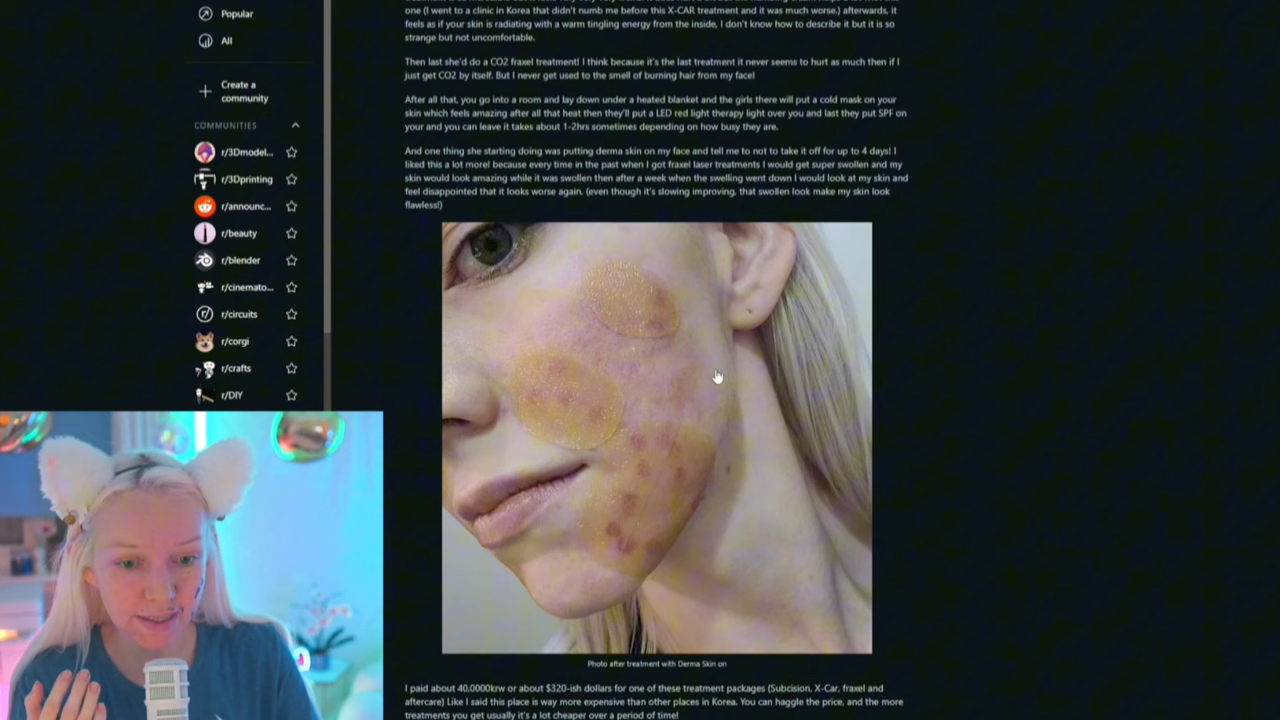 Popular
All
Create a
community
COMMUNITIES
r/3Dmodel...
r/3Dprinting
r/announc...
r/beauty
r/blender
r/cinemato...
r/circuits
r/corgi
r/crafts
r/DIY
one (I went to a clinic in Korea that didn't numb me before this X-CAR treatment and it was much worse.) afterwards, it
feels as if your skin is radiating with a warm tingling energy from the inside, I don't know how to describe it but it is so
strange but not uncomfortable.
Then last she'd do a CO2 fraxel treatment! I think because it's the last treatment it never seems to hurt as much then if I
just get CO2 by itself. But I never get used to the smell of burning hair from my face!
After all that, you go into a room and lay down under a heated blanket and the girls there will put a cold mask on your
skin which feels amazing after all that heat then they'll put a LED red light therapy light over you and last they put SPF on
your and you can leave it takes about 1-2hrs sometimes depending on how busy they are.
And one thing she starting doing was putting derma skin on my face and tell me to not to take it off for up to 4 days! I
liked this a lot more! because every time in the past when I got fraxel laser treatments I would get super swollen and my
skin would look amazing while it was swollen then after a week when the swelling went down I would look at my skin and
feel disappointed that it looks worse again. (even though it's slowing improving, that swollen look make my skin look
flawless!)
Photo after treatment with Derma Skin on
I paid about 40,0000krw or about $320-ish dollars for one of these treatment packages (Subcision, X-Car, fraxel and
aftercare) Like I said this place is way more expensive than other places in Korea. You can haggle the price, and the more
treatments you get usually it's a lot cheaper over a period of time!